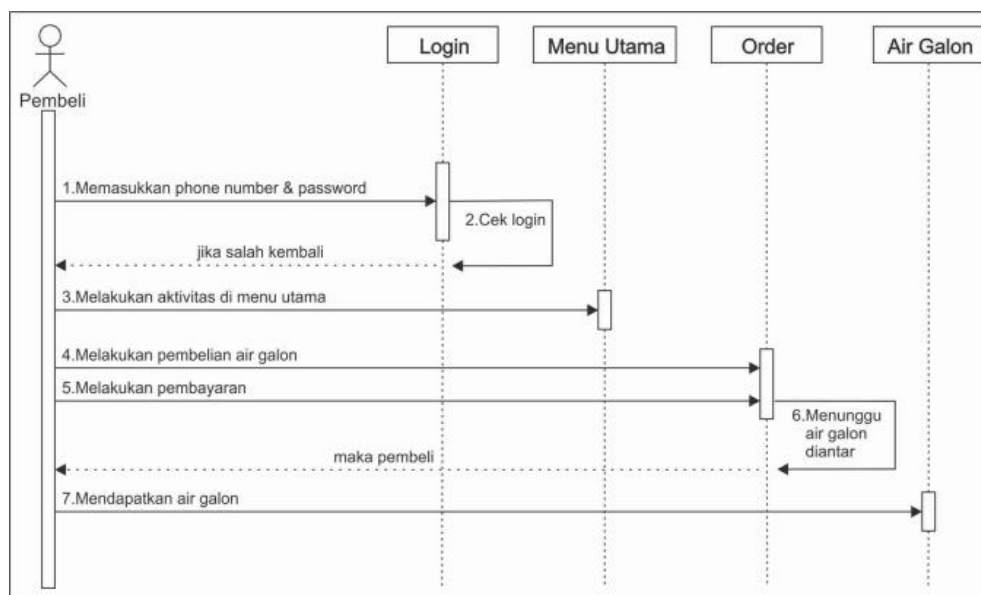 Login
Menu Utama
Order
Air Galon
Pembeli
1.Memasukkan phone number & password
2.Cek login
jika salah kembali
3.Melakukan aktivitas di menu utama
4.Melakukan pembelian air galon
5.Melakukan pembayaran
6.Menunggu
air galon
diantar
maka pembeli
7.Mendapatkan air galon